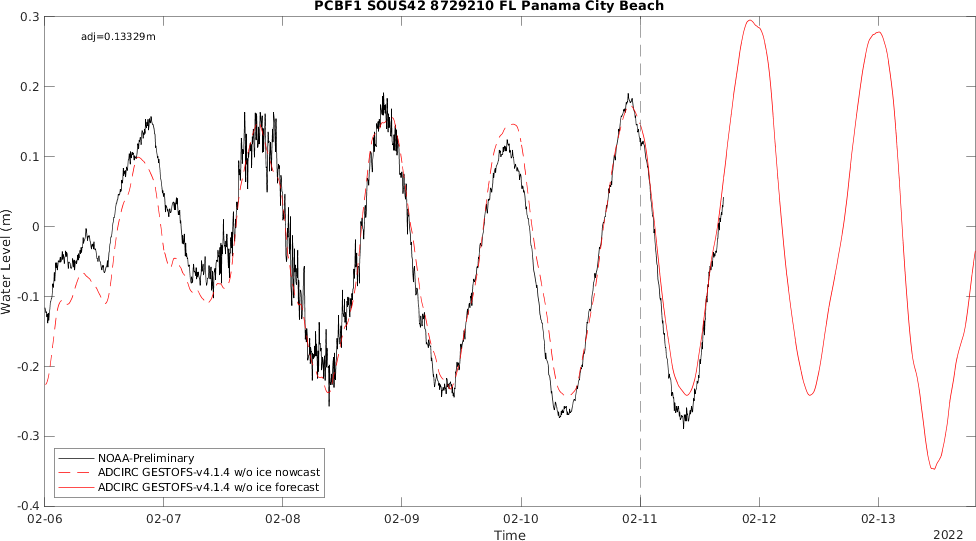 PCBF1 SOUS42 8729210 FL Panama City Beach
adj=0.13329m
0.3
0.2
0.1
0
-0.1
-0.2
-0.3
-0.4
Water Level (m)
NOAA-Preliminary
ADCIRC GESTOFS-v4.1.4 w/o ice nowcast
ADCIRC GESTOFS-v4.1.4 w/o ice forecast
02-06 02-07 02-08 02-09 02-10 02-11 02-12 02-13
Time
2022